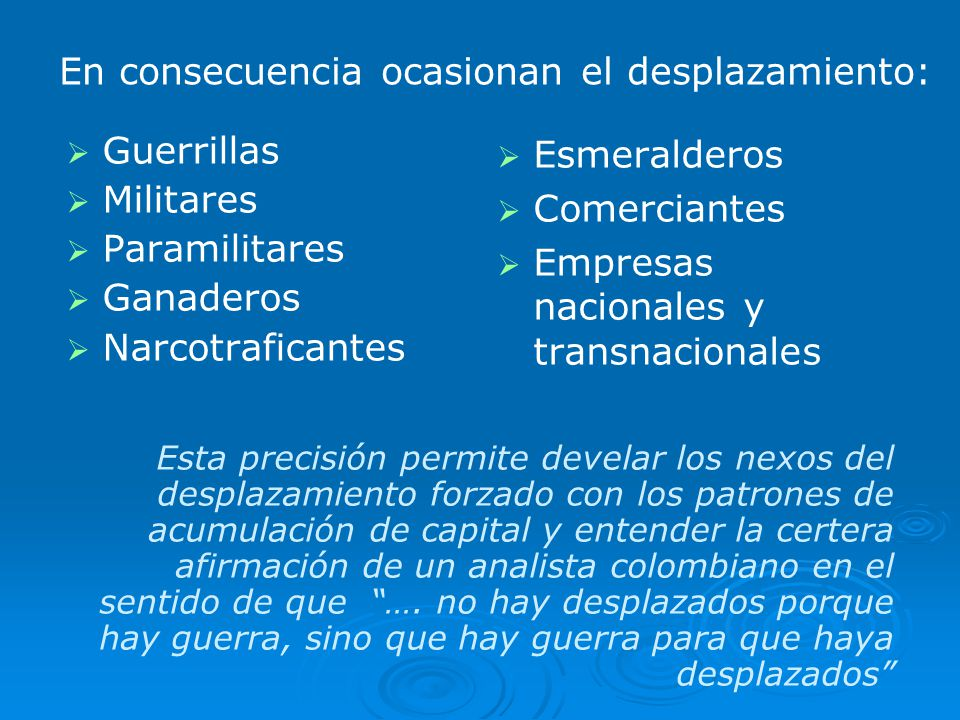 En consecuencia ocasionan el desplazamiento:
Guerrillas
Militares
Paramilitares
Ganaderos
Narcotraficantes
Esmeralderos
Comerciantes
Empresas
nacionales y
transnacionales
Esta precisión permite develar los nexos del
desplazamiento forzado con los patrones de
acumulación de capital y entender la certera
afirmación de un analista colombiano en el
sentido de que “…. no hay desplazados porque
hay guerra, sino que hay guerra para que haya
desplazados”